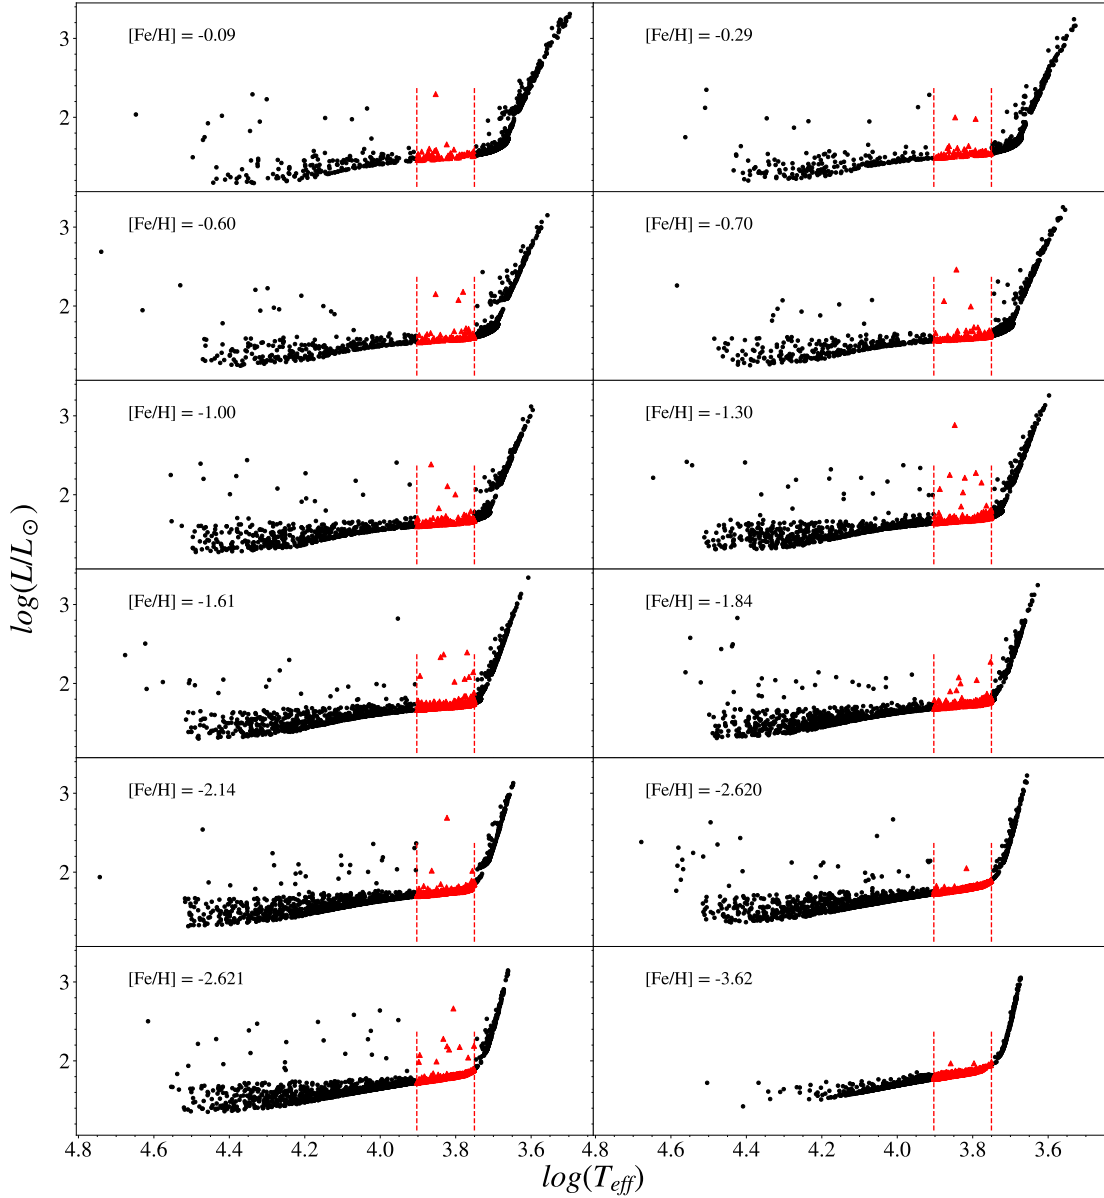 [Fe/H] = -0.09
[Fe/H] = -0.29
3
2
[Fe/H] = -0.60
[Fe/H] = -0.70
3
2
[Fe/H] = -1.00
[Fe/H] = -1.30
3
2
log(L/L⊙)
[Fe/H] = -1.61
[Fe/H] = -1.84
3
2
[Fe/H] = -2.14
[Fe/H] = -2.620
3
2
[Fe/H] = -2.621
[Fe/H] = -3.62
3
2
4.8 4.6 4.4 4.2 4.0 3.8 3.6 4.6 4.4 4.2 4.0 3.8 3.6
log(T_eff)